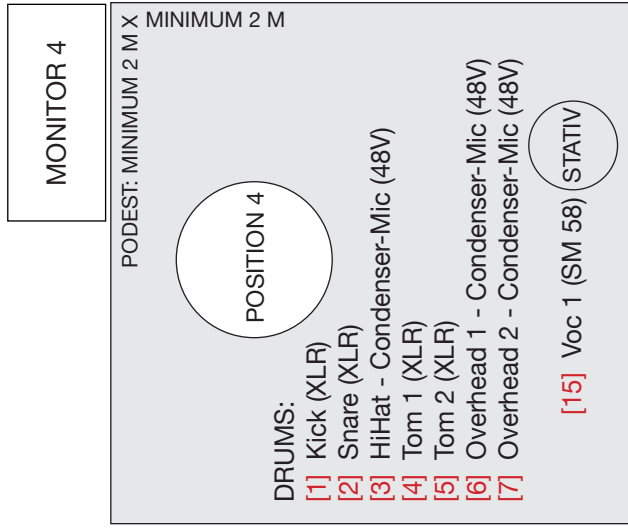 MONITOR 4
PODEST: MINIMUM 2 M X
MINIMUM 2 M
POSITION 4
DRUMS:
[1] Kick (XLR)
[2] Snare (XLR)
[3] HiHat - Condenser-Mic (48V)
[4] Tom 1 (XLR)
[5] Tom 2 (XLR)
[6] Overhead 1 - Condenser-Mic (48V)
[7] Overhead 2 - Condenser-Mic (48V)
[15] Voc 1 (SM 58) STATIV